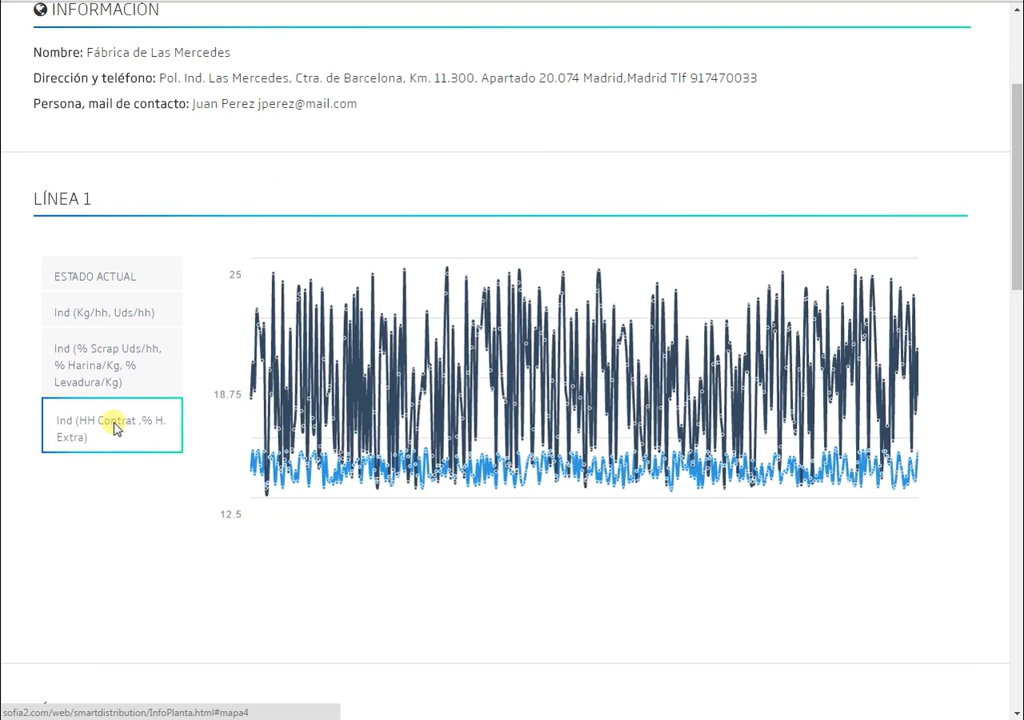 INFORMACIÓN
Nombre: Fábrica de Las Mercedes
Dirección y teléfono: Pol. Ind. Las Mercedes, Ctra. de Barcelona, Km. 11.300, Apartado 20.074 Madrid,Madrid Tlf 917470033
Persona, mail de contacto: Juan Perez jperez@mail.com
LÍNEA 1
ESTADO ACTUAL
Ind (Kg/hh, Uds/hh)
Ind (% Scrap Uds/hh,
% Harina/Kg, %
Levadura/Kg)
Ind (HH Contrat ,% H.
Extra)
25
18.75
12.5
sofia2.com/web/smartdistribution/InfoPlanta.html#mapa4